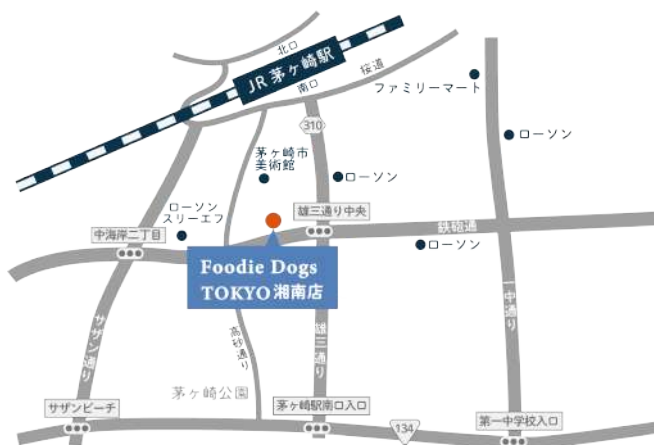 北口
JR 茅ヶ崎駅
南口
桜道
ファミリーマート
310
ローソン
茅ヶ崎市
美術館
ローソン
ローソン
スリーエフ
雄三通り中央
中海岸二丁目
鉄砲通
ローソン
Foodie Dogs
TOKYO 湘南店
サザン通り
高砂通り
雄三通り
一中通り
茅ヶ崎公園
サザンビーチ
茅ヶ崎駅南口入口
134
第一中学校入口